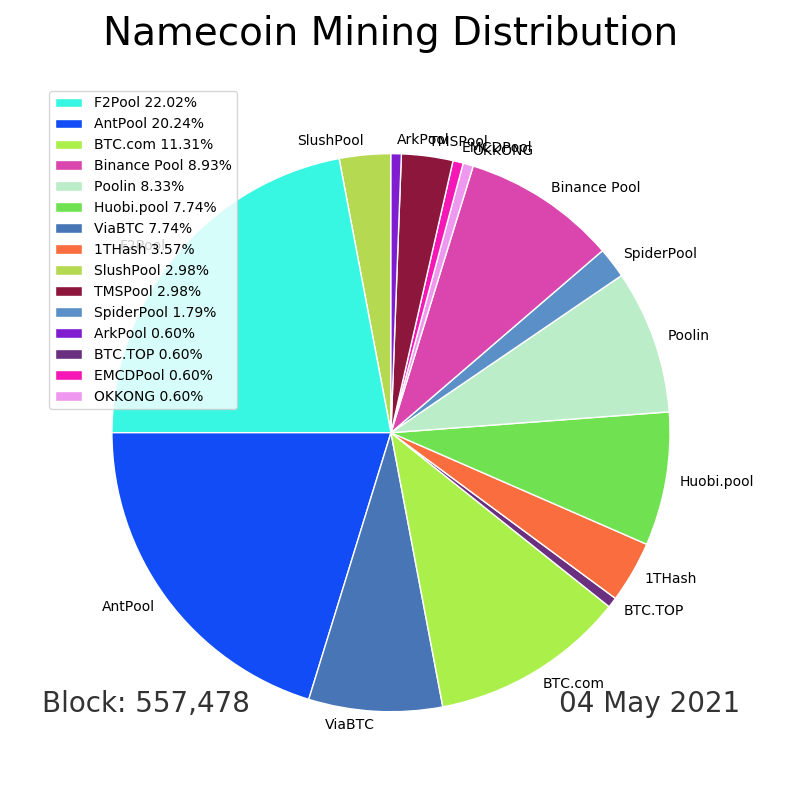 Namecoin Mining Distribution
F2Pool 22.02%
AntPool 20.24%
BTC.com 11.31%
Binance Pool 8.93%
Poolin 8.33%
Huobi.pool 7.74%
ViaBTC 7.74%
1THash 3.57%
SlushPool 2.98%
TMSPool 2.98%
SpiderPool 1.79%
ArkPool 0.60%
BTC.TOP 0.60%
EMCDPool 0.60%
OKKONG 0.60%
SlushPool
ArkPool
TMSPool
EMCDPool
OKKONG
Binance Pool
SpiderPool
F2Pool
Poolin
Huobi.pool
1THash
BTC.TOP
AntPool
BTC.com
ViaBTC
Block: 557,478
04 May 2021